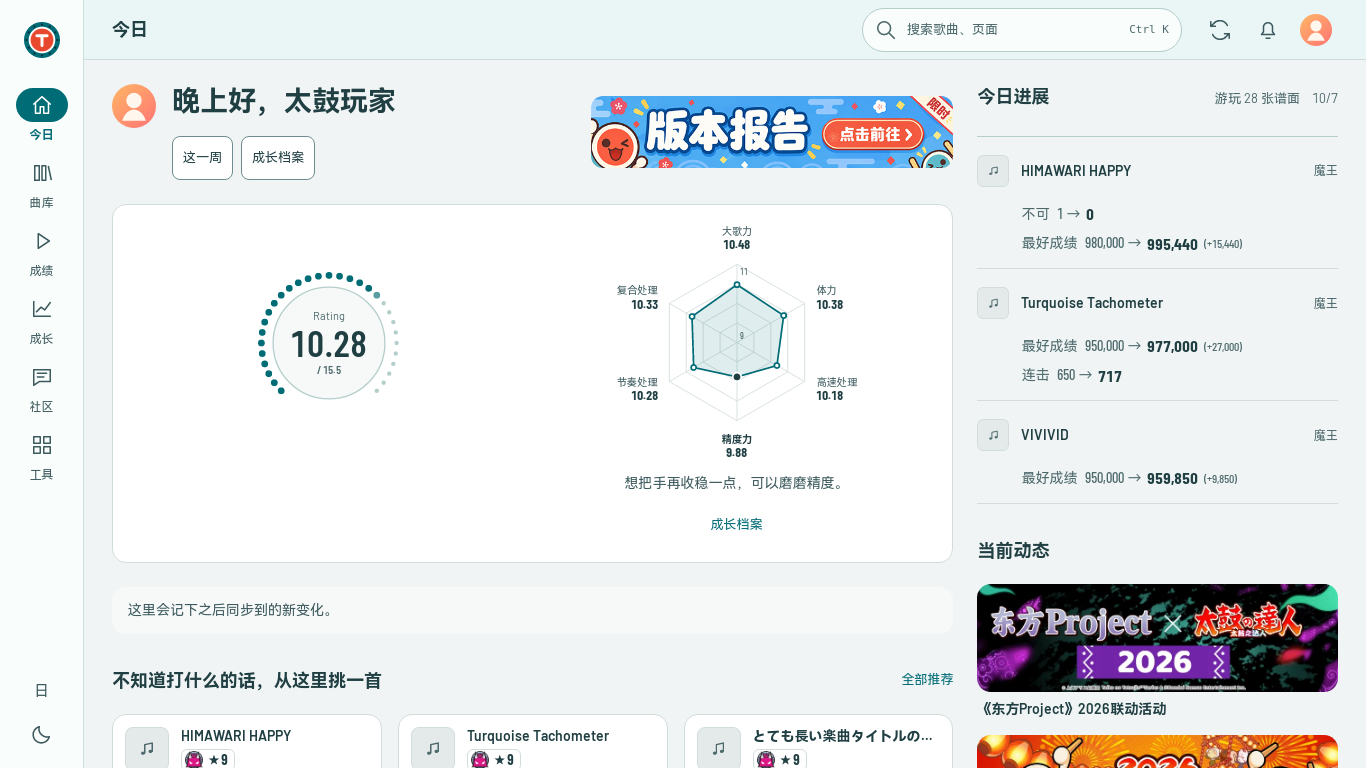 今日
曲库
成绩
成长
社区
工具
日
今日
搜索歌曲、页面
Ctrl K
晚上好，太鼓玩家
这一周
成长档案
版本报告
点击前往
限时
Rating
10.28
/ 15.5
大歌力
10.48
体力
10.38
高速处理
10.18
精度力
9.88
节奏处理
10.28
复合处理
10.33
11
9
想把手再收稳一点，可以磨磨精度。
成长档案
这里会记下之后同步到的新变化。
不知道打什么的话，从这里挑一首
全部推荐
HIMAWARI HAPPY
★9
Turquoise Tachometer
★9
とても長い楽曲タイトルの…
★9
今日进展
游玩 28 张谱面 10/7
HIMAWARI HAPPY
魔王
不可 1→ 0
最好成绩 980,000→ 995,440 (+15,440)
Turquoise Tachometer
魔王
最好成绩 950,000→ 977,000 (+27,000)
连击 650→ 717
VIVIVID
魔王
最好成绩 950,000→ 959,850 (+9,850)
当前动态
东方Project × 太鼓の達人
太鼓之达人
2026
《东方Project》2026联动活动
2026